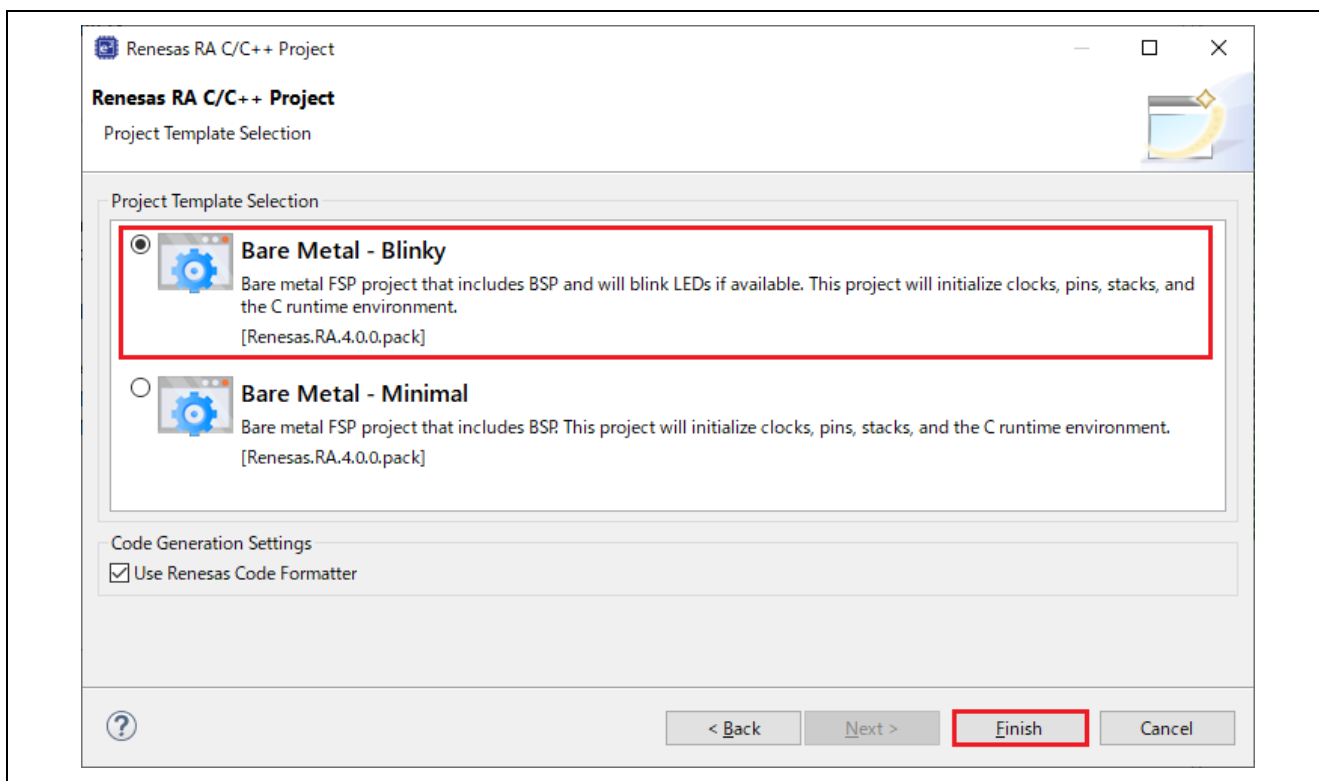 Renesas RA C/C++ Project
Renesas RA C/C++ Project
Project Template Selection
Project Template Selection
Bare Metal - Blinky
Bare metal FSP project that includes BSP and will blink LEDs if available. This project will initialize clocks, pins, stacks, and
the C runtime environment.
[Renesas.RA.4.0.0.pack]
Bare Metal - Minimal
Bare metal FSP project that includes BSP. This project will initialize clocks, pins, stacks, and the C runtime environment.
[Renesas.RA.4.0.0.pack]
Code Generation Settings
Use Renesas Code Formatter
< Back Next > Finish Cancel